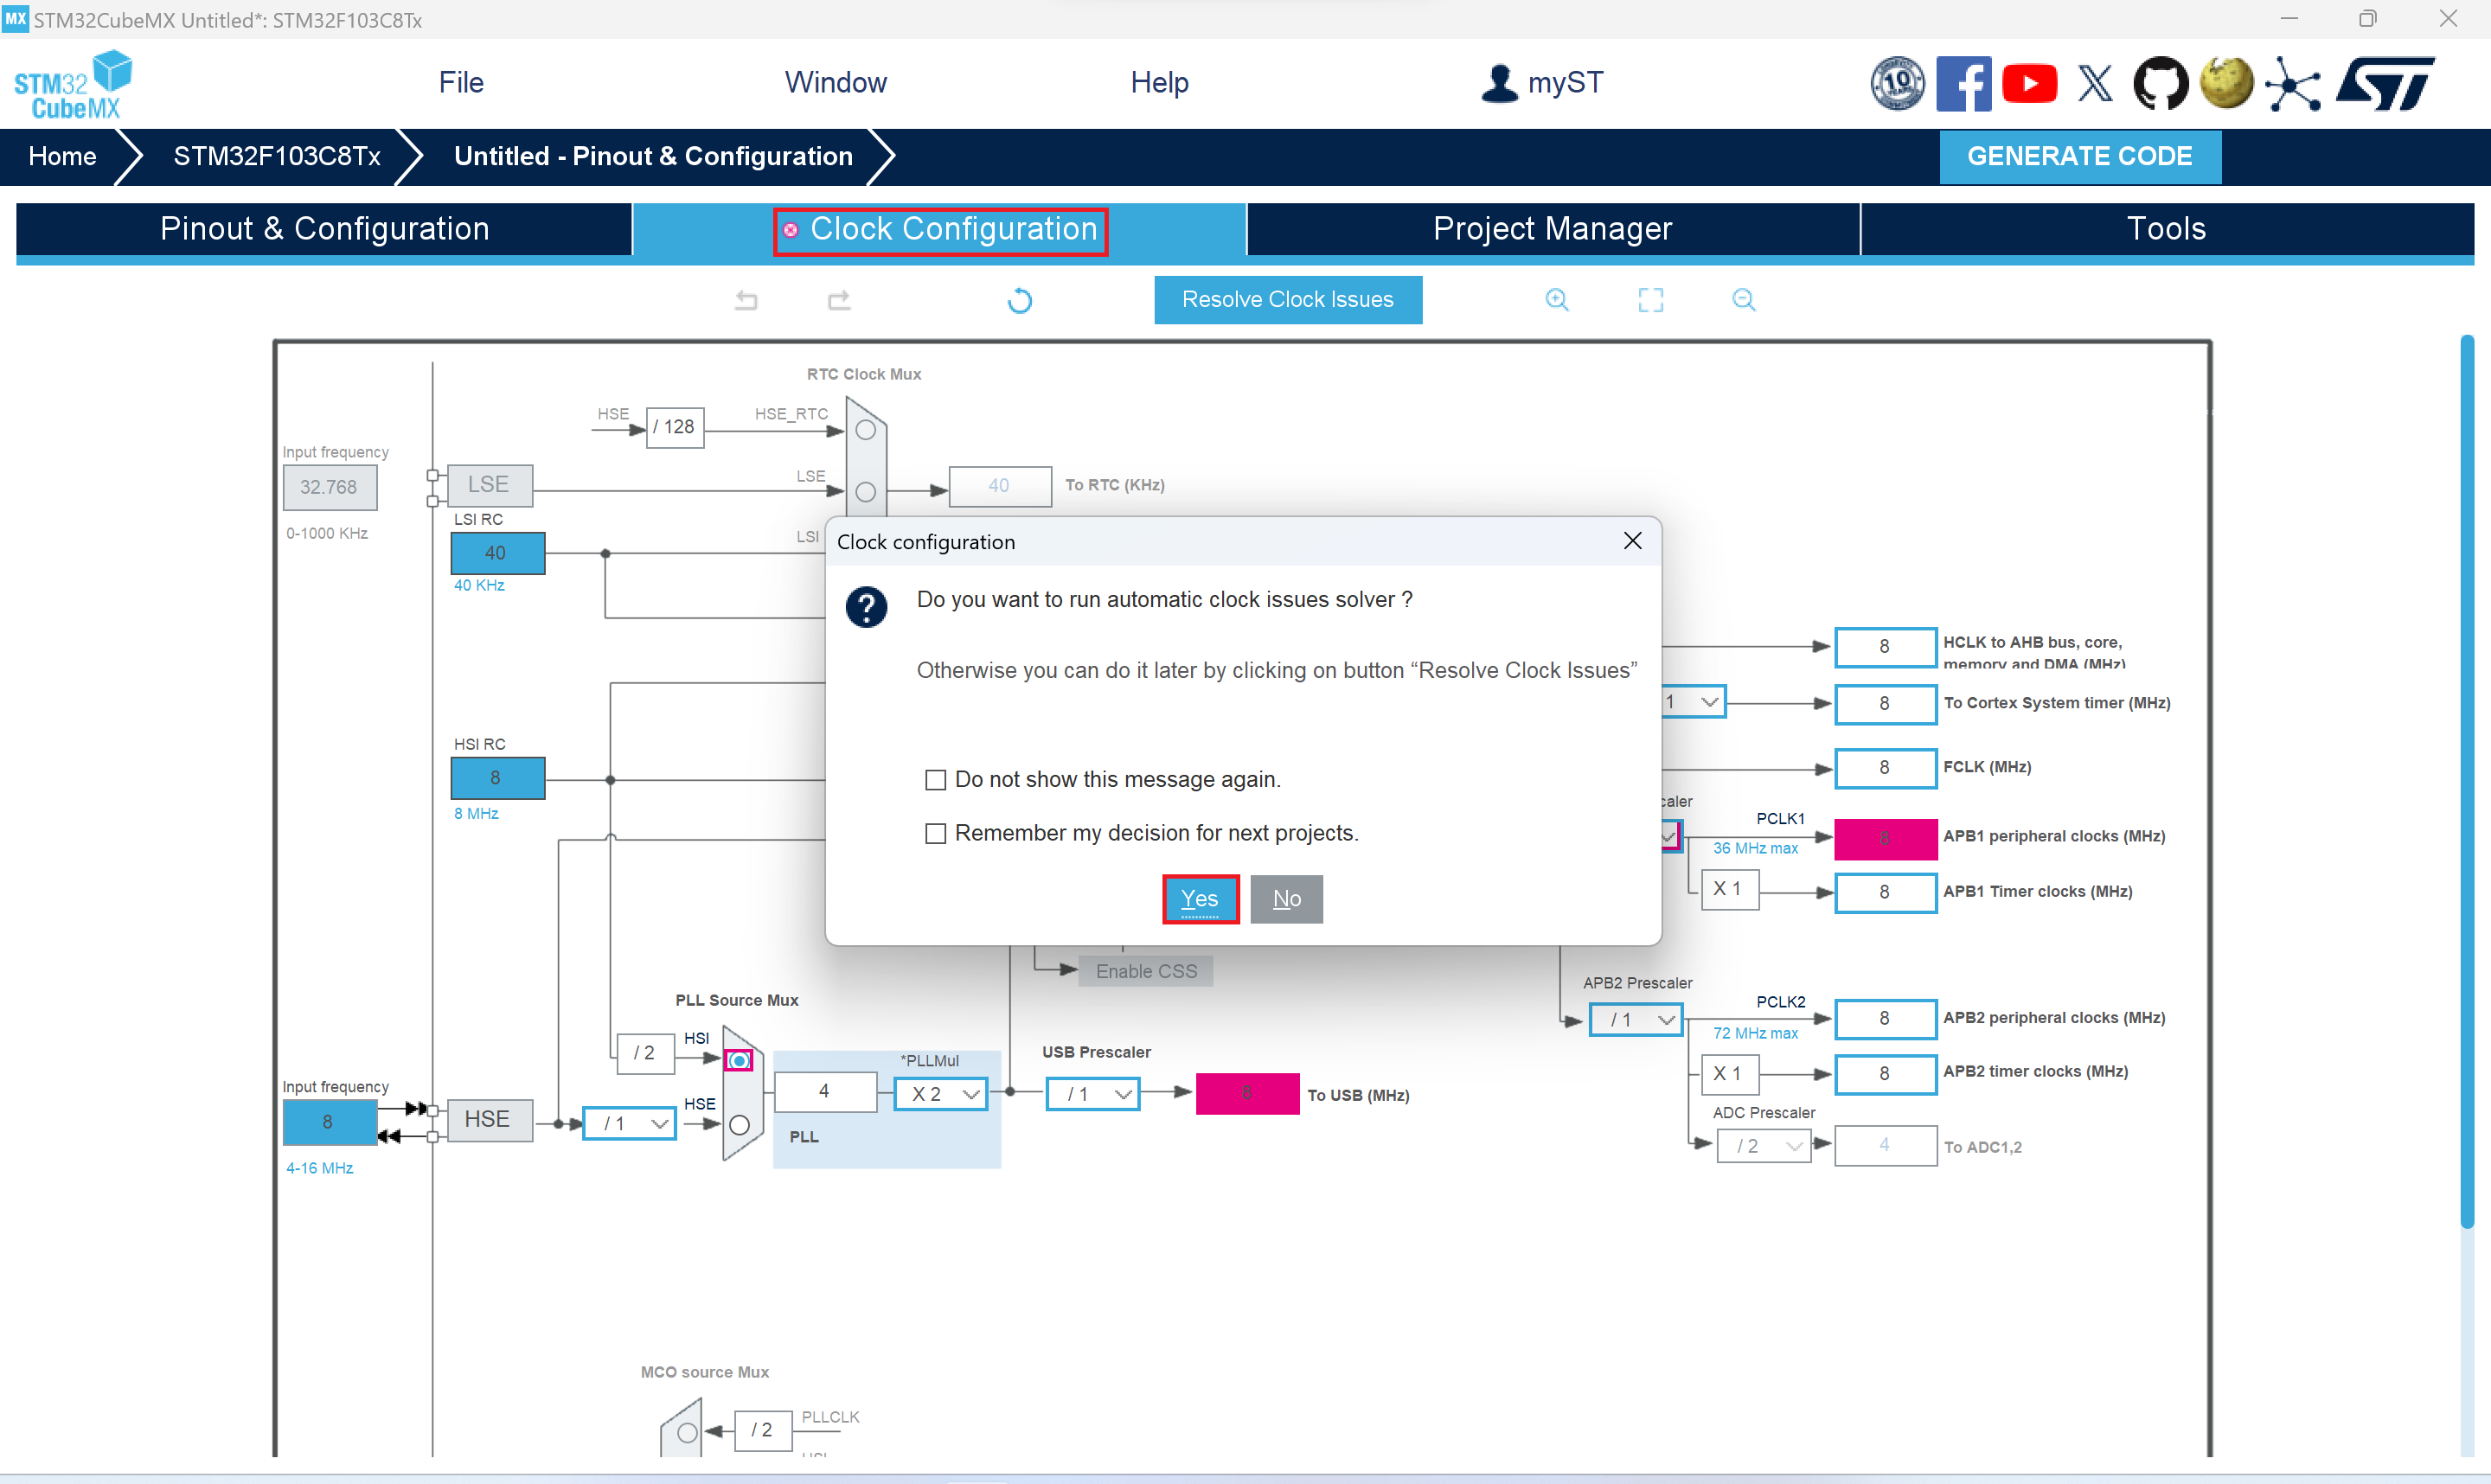 MX STM32CubeMX Untitled*: STM32F103C8Tx
STM32
CubeMX
File
Window
Help
myST
10 YEARS
Home
STM32F103C8Tx
Untitled - Pinout & Configuration
GENERATE CODE
Pinout & Configuration
Clock Configuration
Project Manager
Tools
Resolve Clock Issues
RTC Clock Mux
HSE
/ 128
HSE_RTC
Input frequency
32.768
0-1000 KHz
LSE
LSE
40
To RTC (KHz)
LSI RC
40
40 KHz
LSI
Clock configuration
Do you want to run automatic clock issues solver ?
Otherwise you can do it later by clicking on button “Resolve Clock Issues”
Do not show this message again.
Remember my decision for next projects.
Yes
No
HSI RC
8
8 MHz
8
HCLK to AHB bus, core,
memory and DMA (MHz)
1
8
To Cortex System timer (MHz)
8
FCLK (MHz)
caler
PCLK1
36 MHz max
8
APB1 peripheral clocks (MHz)
X 1
8
APB1 Timer clocks (MHz)
Enable CSS
APB2 Prescaler
/ 1
PCLK2
72 MHz max
8
APB2 peripheral clocks (MHz)
X 1
8
APB2 timer clocks (MHz)
ADC Prescaler
/ 2
4
To ADC1,2
PLL Source Mux
/ 2
HSI
Input frequency
8
4-16 MHz
HSE
/ 1
HSE
4
*PLLMul
X 2
PLL
USB Prescaler
/ 1
8
To USB (MHz)
MCO source Mux
/ 2
PLLCLK